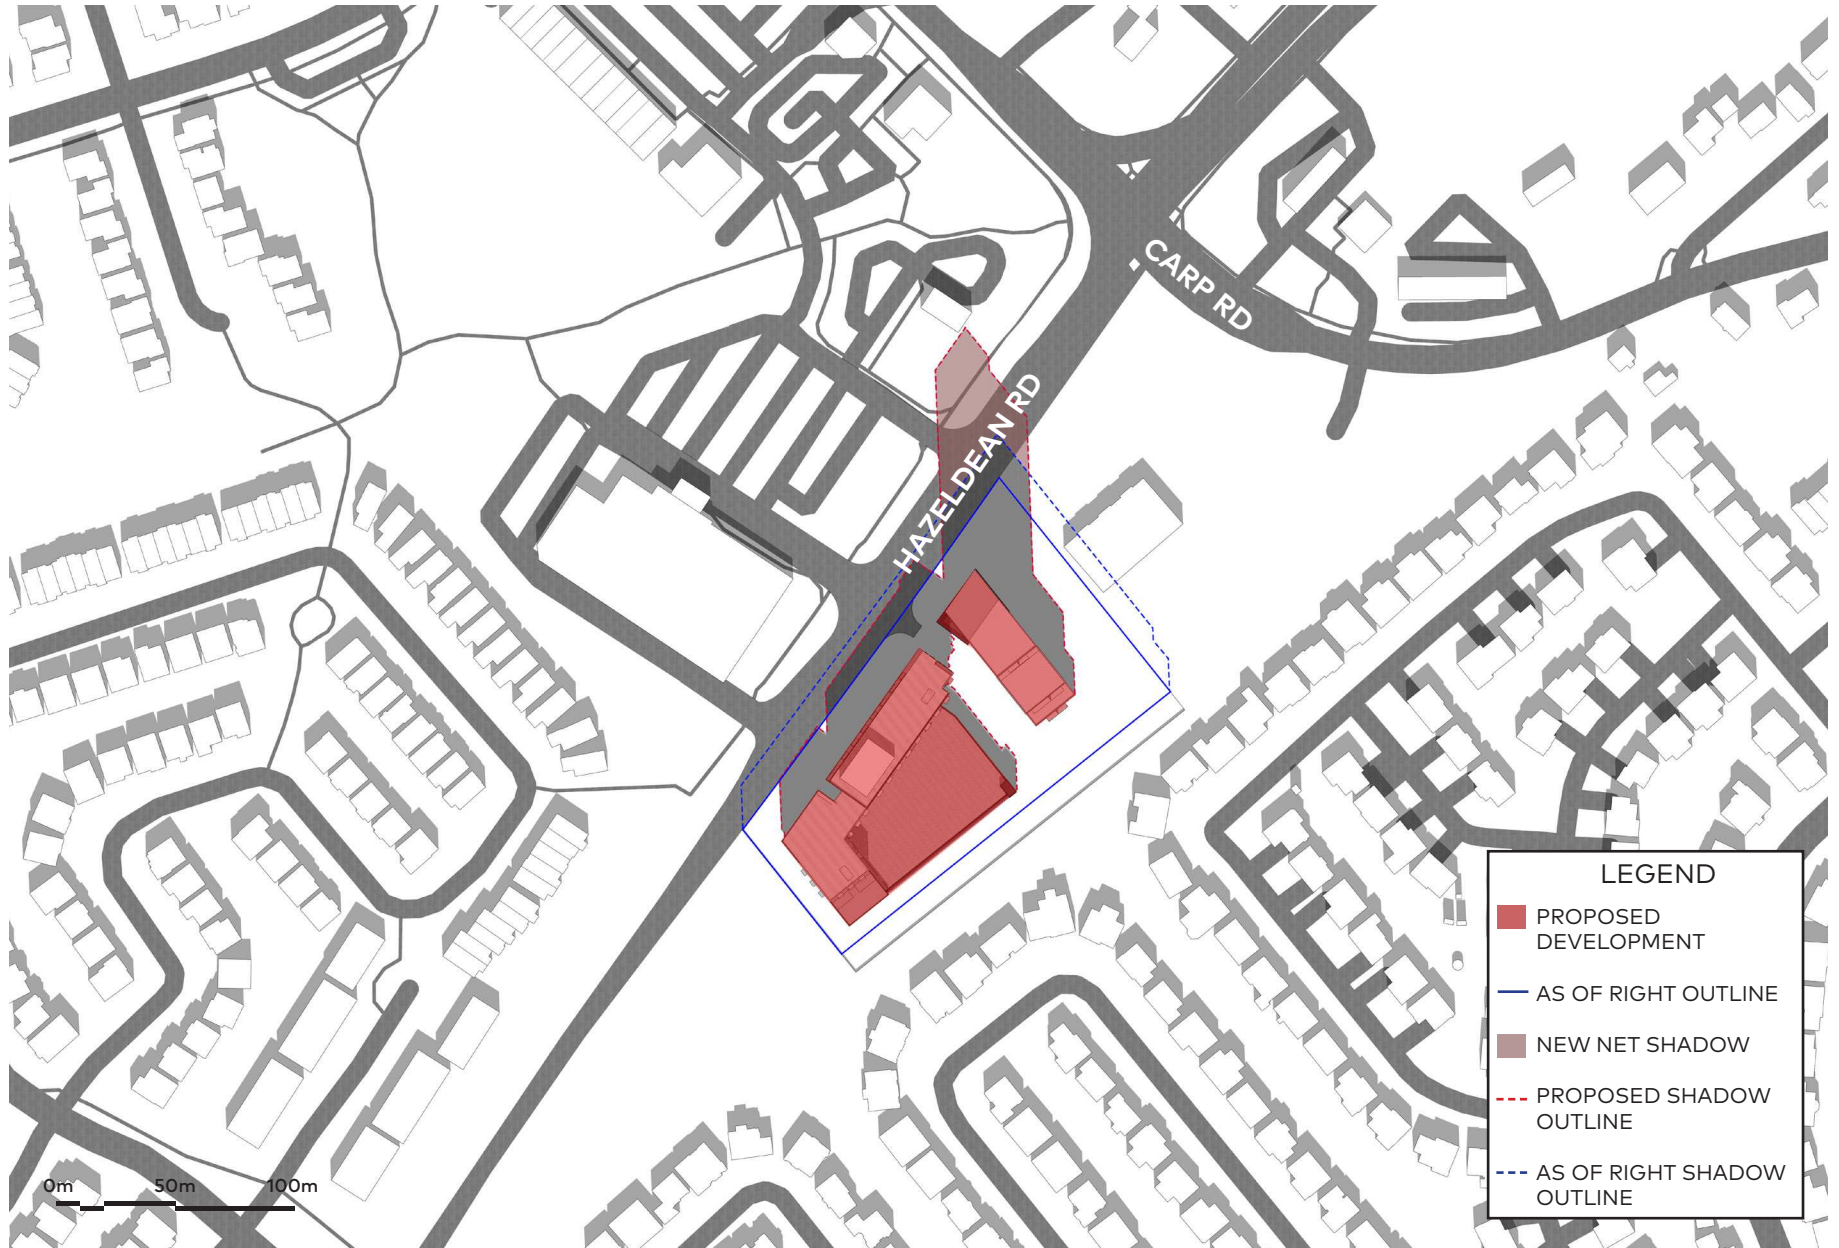 CARP RD
HAZELDEAN RD
LEGEND
PROPOSED
DEVELOPMENT
AS OF RIGHT OUTLINE
NEW NET SHADOW
PROPOSED SHADOW
OUTLINE
AS OF RIGHT SHADOW
OUTLINE
0m 50m 100m